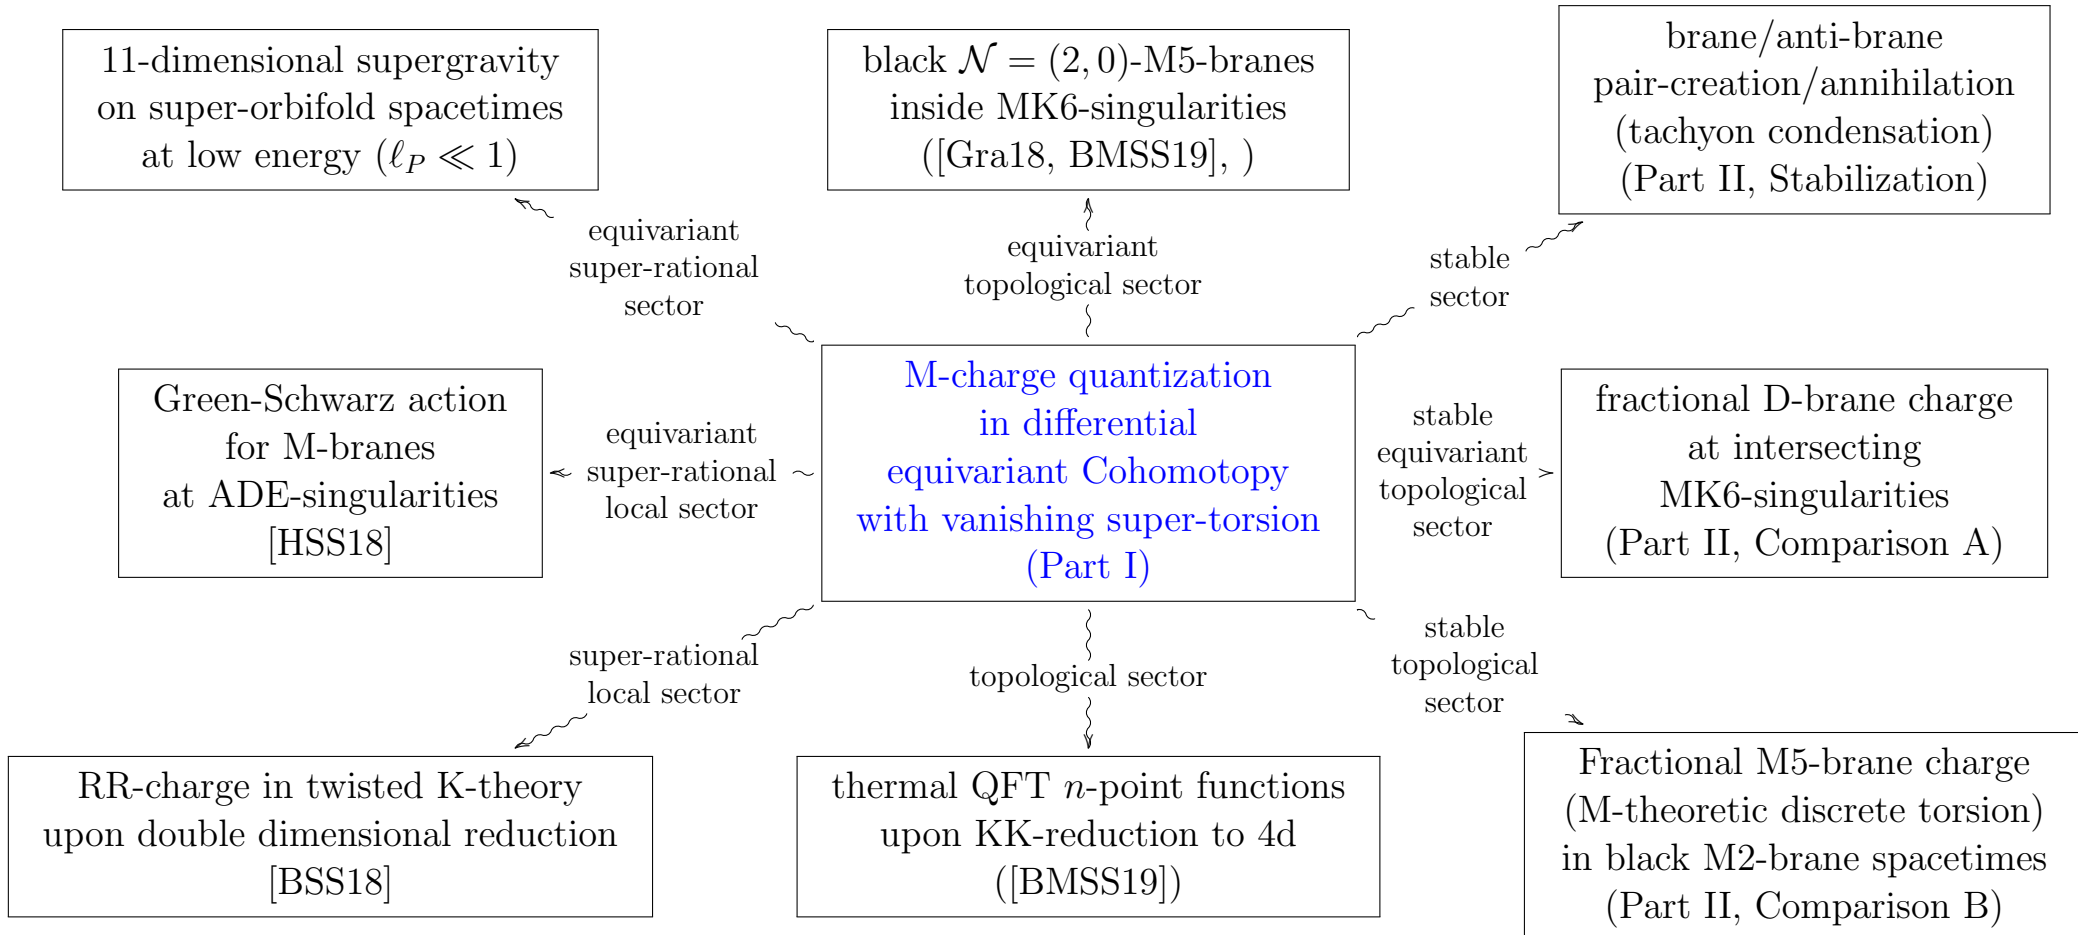 11-dimensional supergravity
on super-orbifold spacetimes
at low energy (ℓ_P ≪ 1)
black 𝒩 = (2, 0)-M5-branes
inside MK6-singularities
([Gra18, BMSS19], )
brane/anti-brane
pair-creation/annihilation
(tachyon condensation)
(Part II, Stabilization)
equivariant
super-rational
sector
equivariant
topological sector
stable
sector
Green-Schwarz action
for M-branes
at ADE-singularities
[HSS18]
equivariant
super-rational
local sector
M-charge quantization
in differential
equivariant Cohomotopy
with vanishing super-torsion
(Part I)
stable
equivariant
topological
sector
fractional D-brane charge
at intersecting
MK6-singularities
(Part II, Comparison A)
super-rational
local sector
topological sector
stable
topological
sector
RR-charge in twisted K-theory
upon double dimensional reduction
[BSS18]
thermal QFT n-point functions
upon KK-reduction to 4d
([BMSS19])
Fractional M5-brane charge
(M-theoretic discrete torsion)
in black M2-brane spacetimes
(Part II, Comparison B)